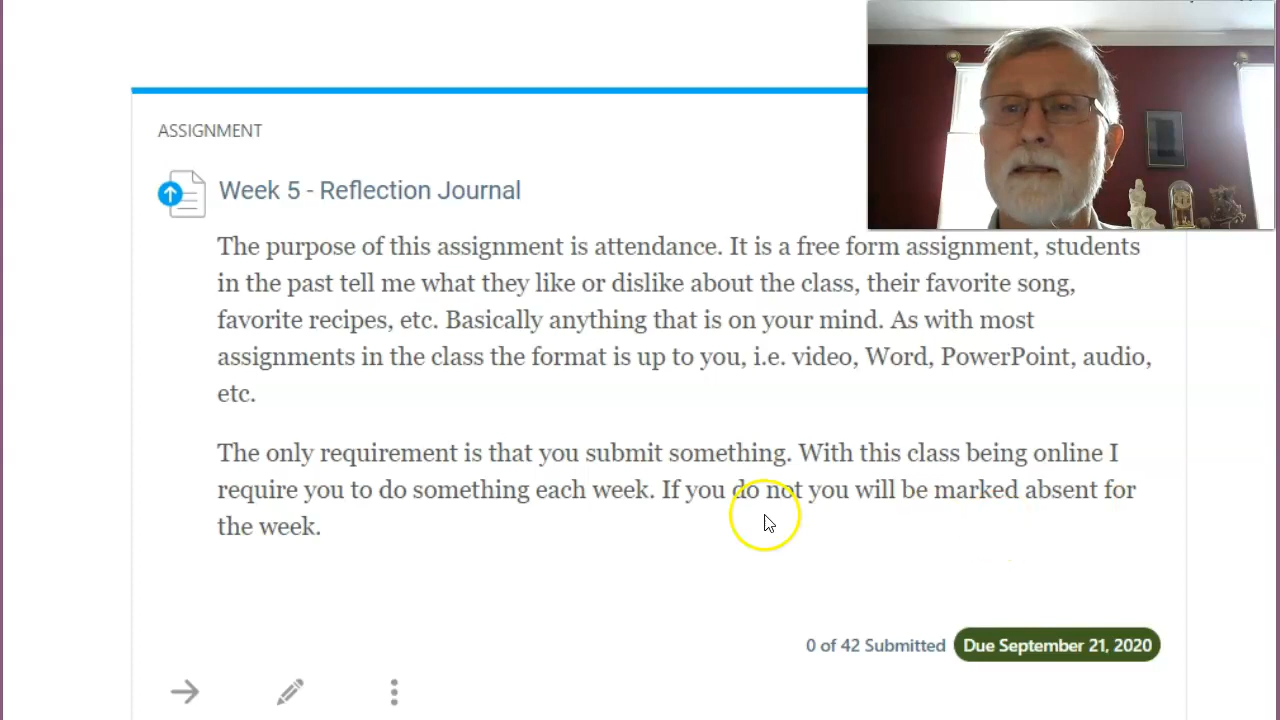 ASSIGNMENT
Week 5 - Reflection Journal
The purpose of this assignment is attendance. It is a free form assignment, students
in the past tell me what they like or dislike about the class, their favorite song,
favorite recipes, etc. Basically anything that is on your mind. As with most
assignments in the class the format is up to you, i.e. video, Word, PowerPoint, audio,
etc.
The only requirement is that you submit something. With this class being online I
require you to do something each week. If you do not you will be marked absent for
the week.
0 of 42 Submitted Due September 21, 2020